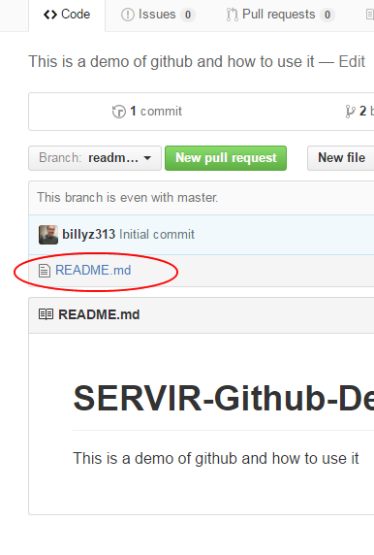 Code Issues 0 Pull requests 0
This is a demo of github and how to use it — Edit
1 commit 2
Branch: readm... New pull request New file
This branch is even with master.
billyz313 Initial commit
README.md
README.md
SERVIR-Github-De
This is a demo of github and how to use it